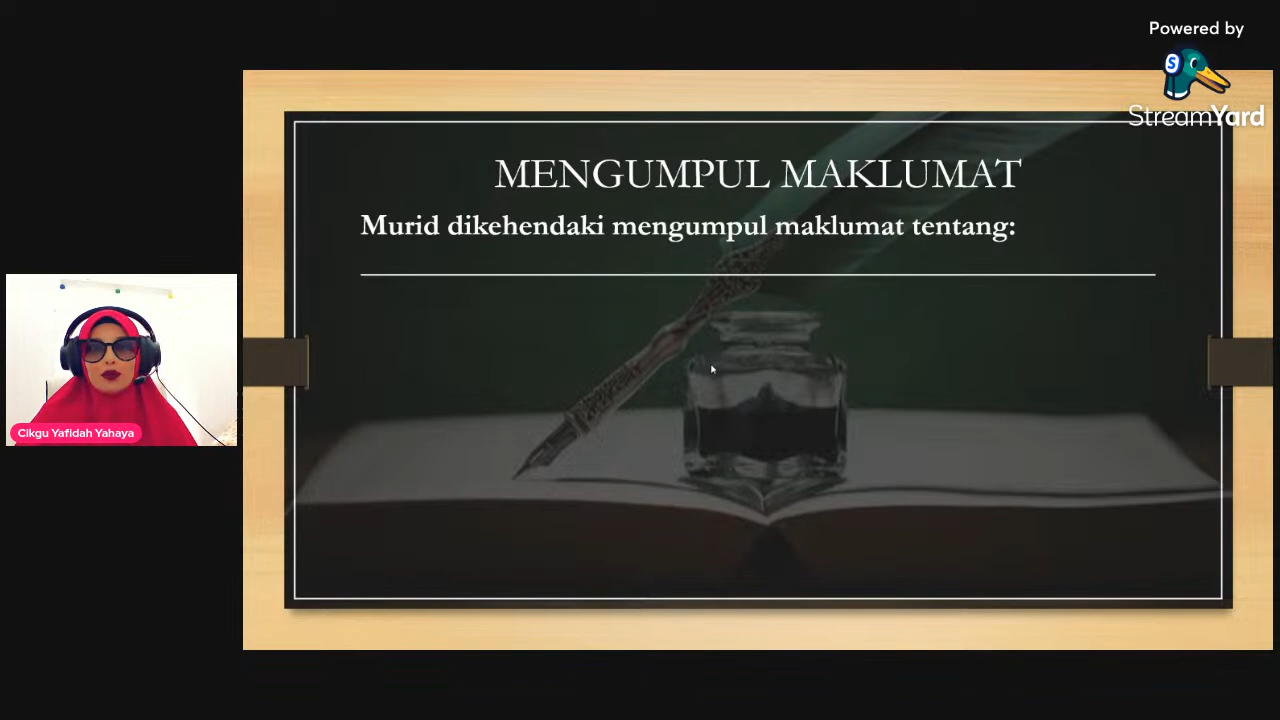 Powered by
StreamYard
MENGUMPUL MAKLUMAT
Murid dikehendaki mengumpul maklumat tentang:
Cikgu Yafidah Yahaya